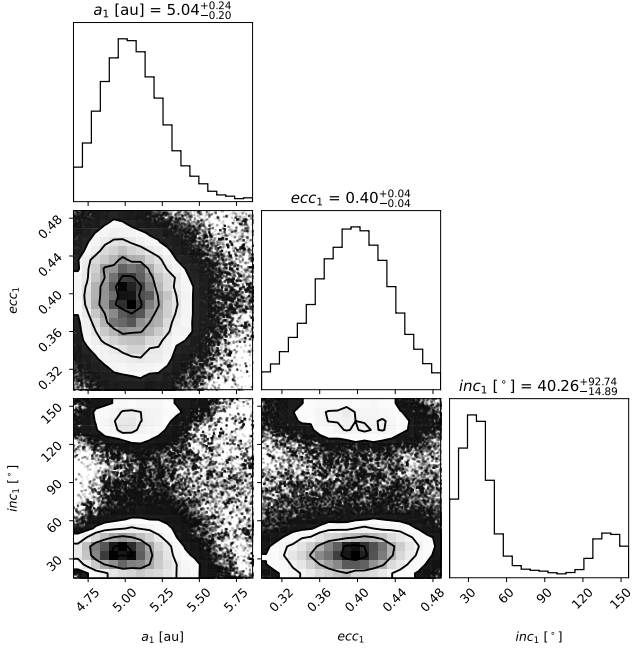 a₁ [au] = 5.04+0.24 −0.20
ecc₁ = 0.40+0.04 −0.04
0.48
0.44
0.40
0.36
0.32
ecc₁
inc₁ [°] = 40.26+92.74 −14.89
150
120
90
60
30
inc₁ [°]
4.75 5.00 5.25 5.50 5.75
0.32 0.36 0.40 0.44 0.48
30 60 90 120 150
a₁ [au] ecc₁ inc₁ [°]